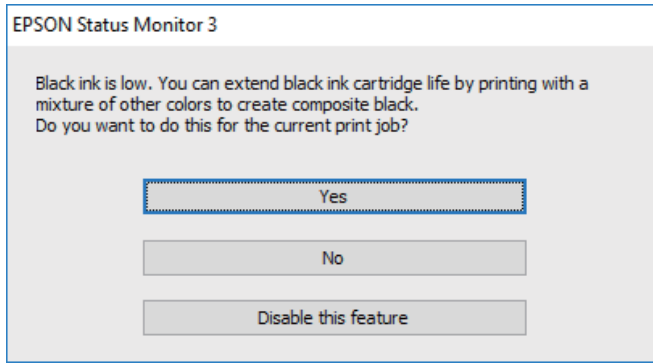 EPSON Status Monitor 3
Black ink is low. You can extend black ink cartridge life by printing with a
mixture of other colors to create composite black.
Do you want to do this for the current print job?
Yes
No
Disable this feature